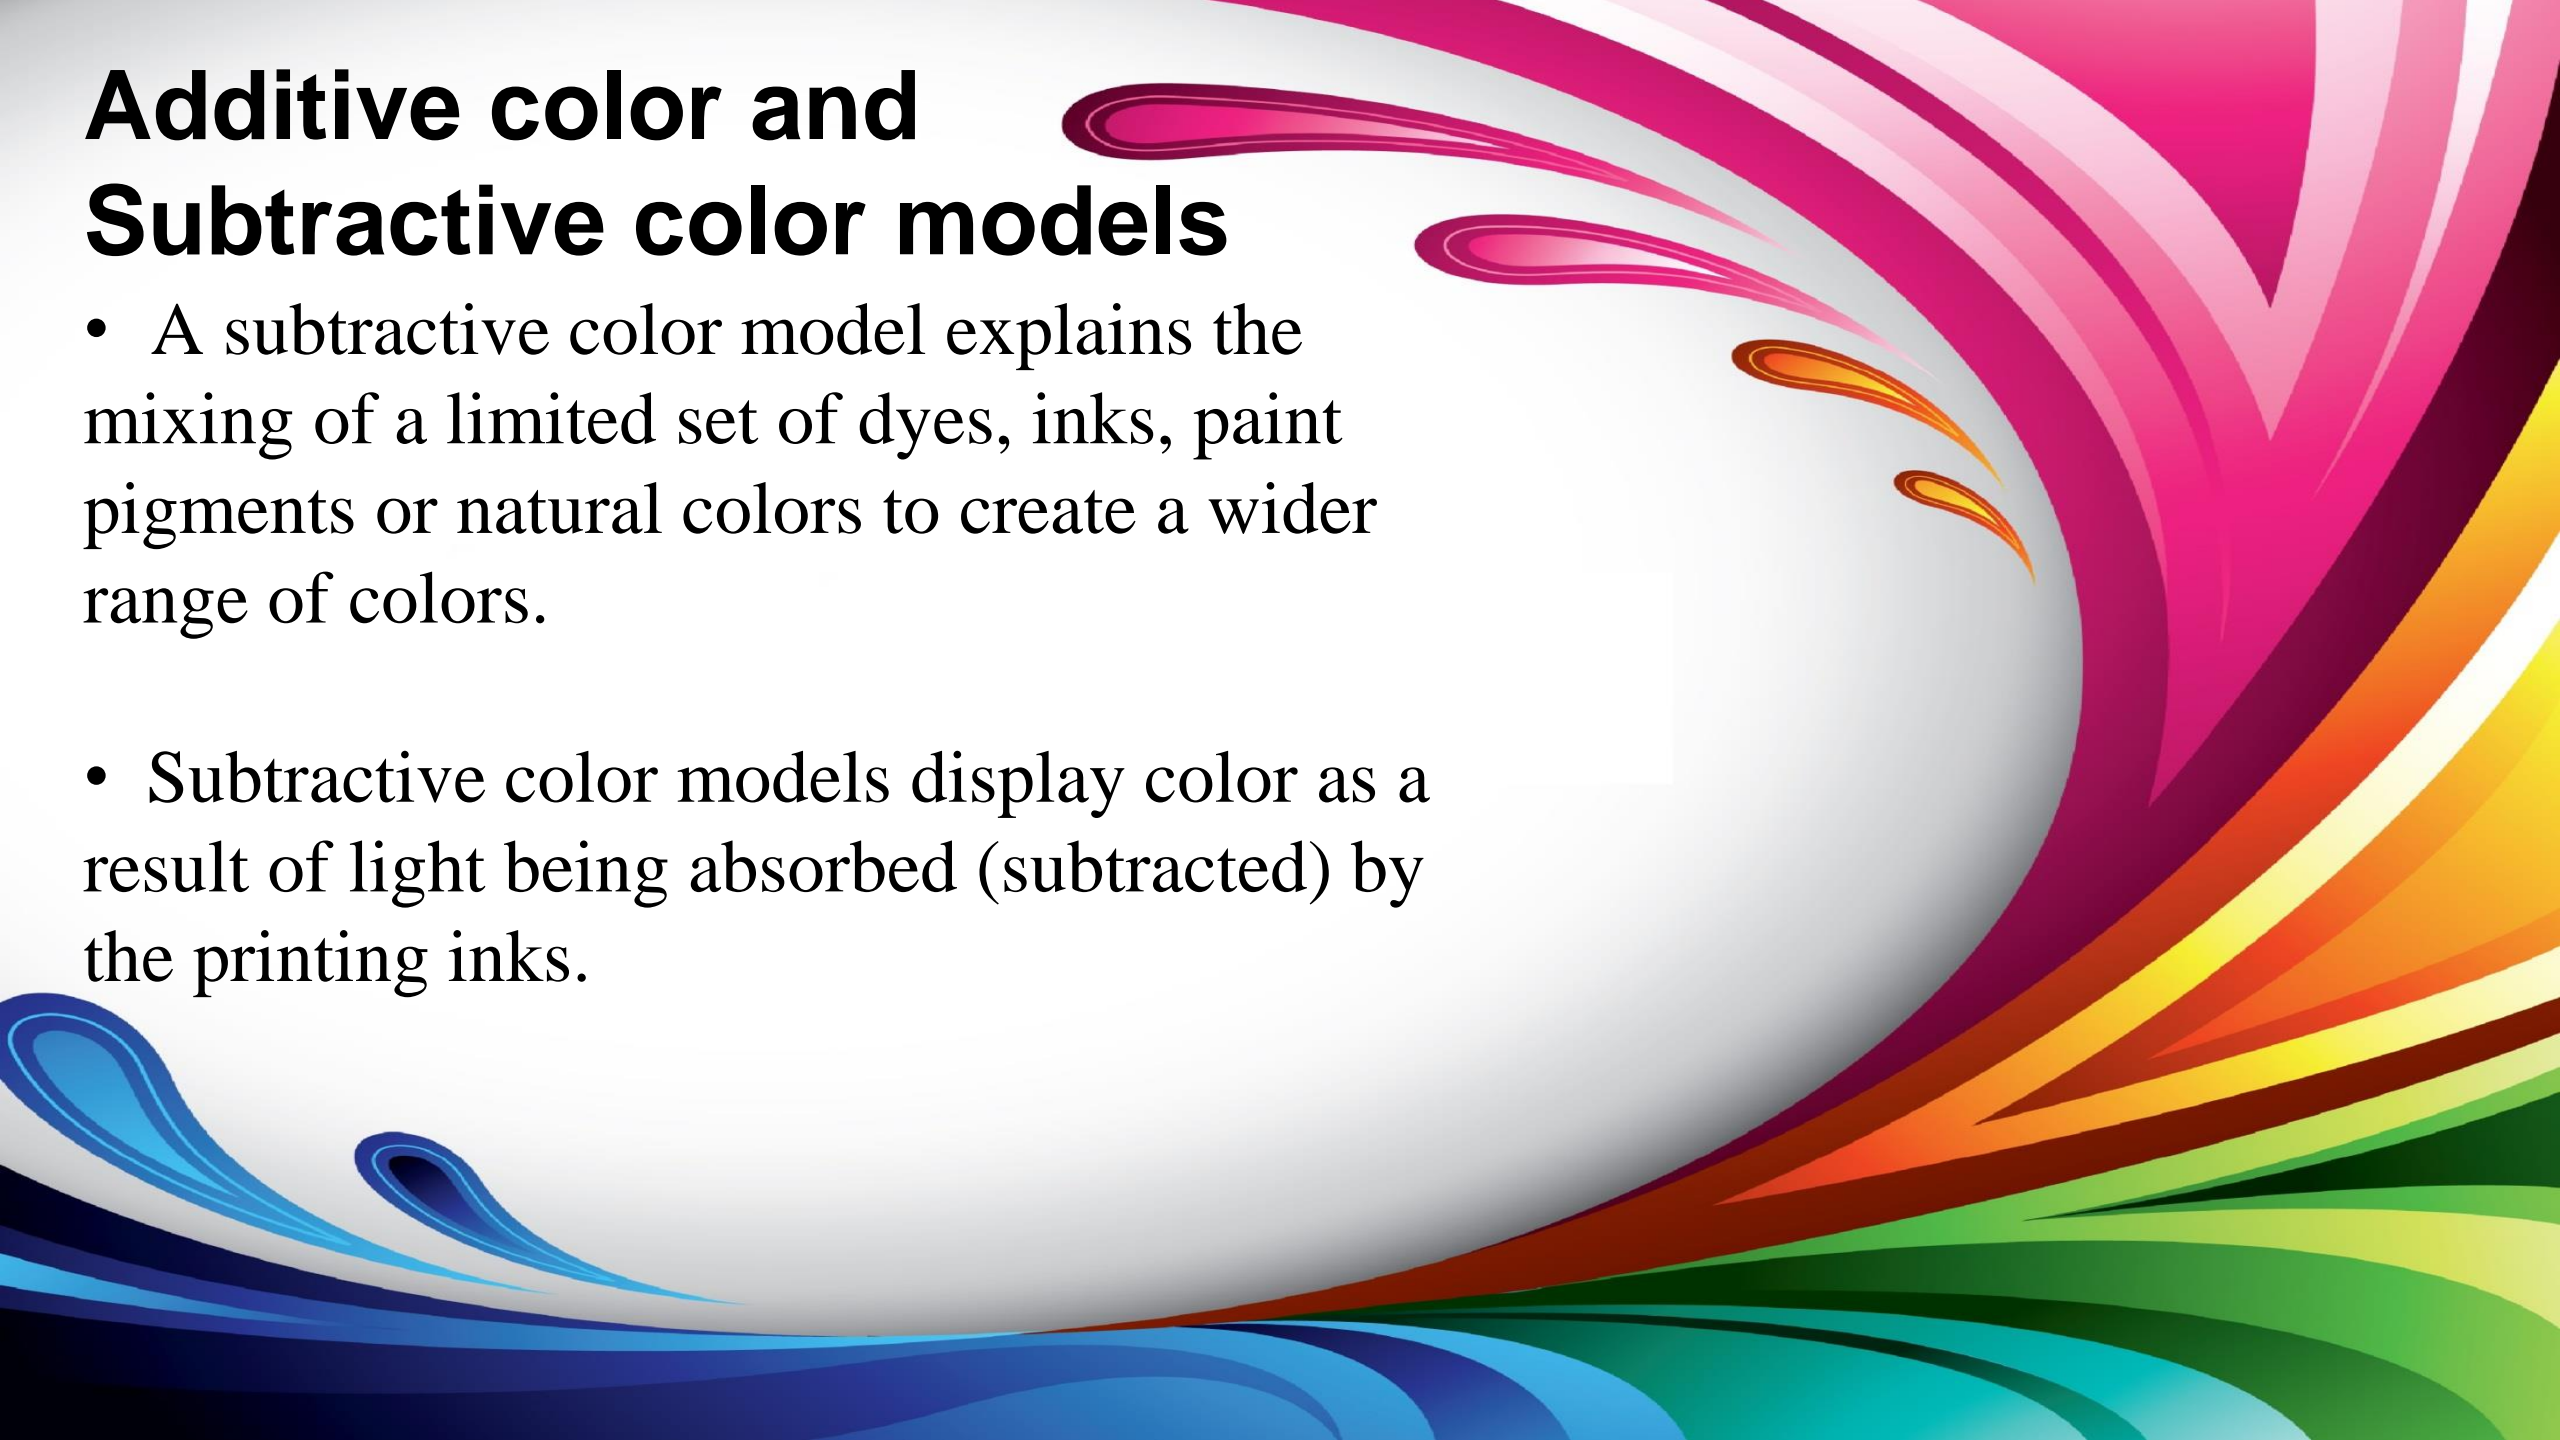 Additive color and
Subtractive color models
• A subtractive color model explains the
mixing of a limited set of dyes, inks, paint
pigments or natural colors to create a wider
range of colors.
• Subtractive color models display color as a
result of light being absorbed (subtracted) by
the printing inks.